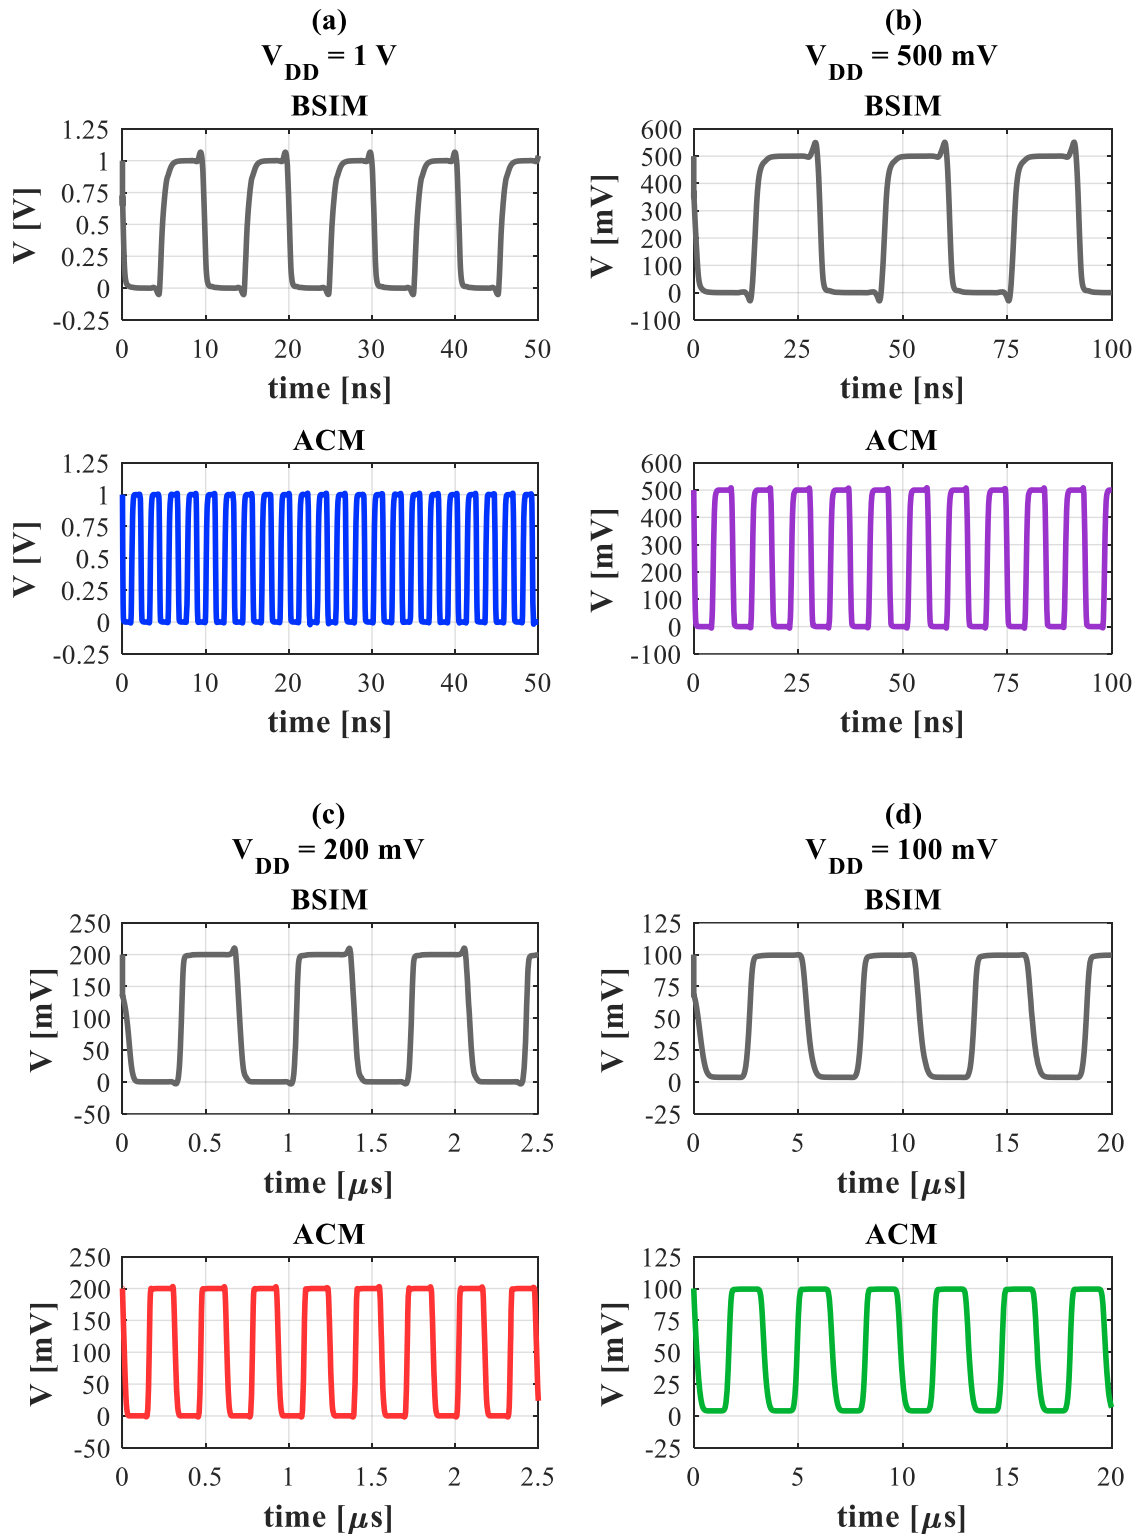 (a)
V_DD = 1 V
BSIM
1.25
1
0.75
0.5
0.25
0
-0.25
V [V]
0 10 20 30 40 50
time [ns]
ACM
1.25
1
0.75
0.5
0.25
0
-0.25
V [V]
0 10 20 30 40 50
time [ns]
(b)
V_DD = 500 mV
BSIM
600
500
400
300
200
100
0
-100
V [mV]
0 25 50 75 100
time [ns]
ACM
600
500
400
300
200
100
0
-100
V [mV]
0 25 50 75 100
time [ns]
(c)
V_DD = 200 mV
BSIM
250
200
150
100
50
0
-50
V [mV]
0 0.5 1 1.5 2 2.5
time [μs]
ACM
250
200
150
100
50
0
-50
V [mV]
0 0.5 1 1.5 2 2.5
time [μs]
(d)
V_DD = 100 mV
BSIM
125
100
75
50
25
0
-25
V [mV]
0 5 10 15 20
time [μs]
ACM
125
100
75
50
25
0
-25
V [mV]
0 5 10 15 20
time [μs]